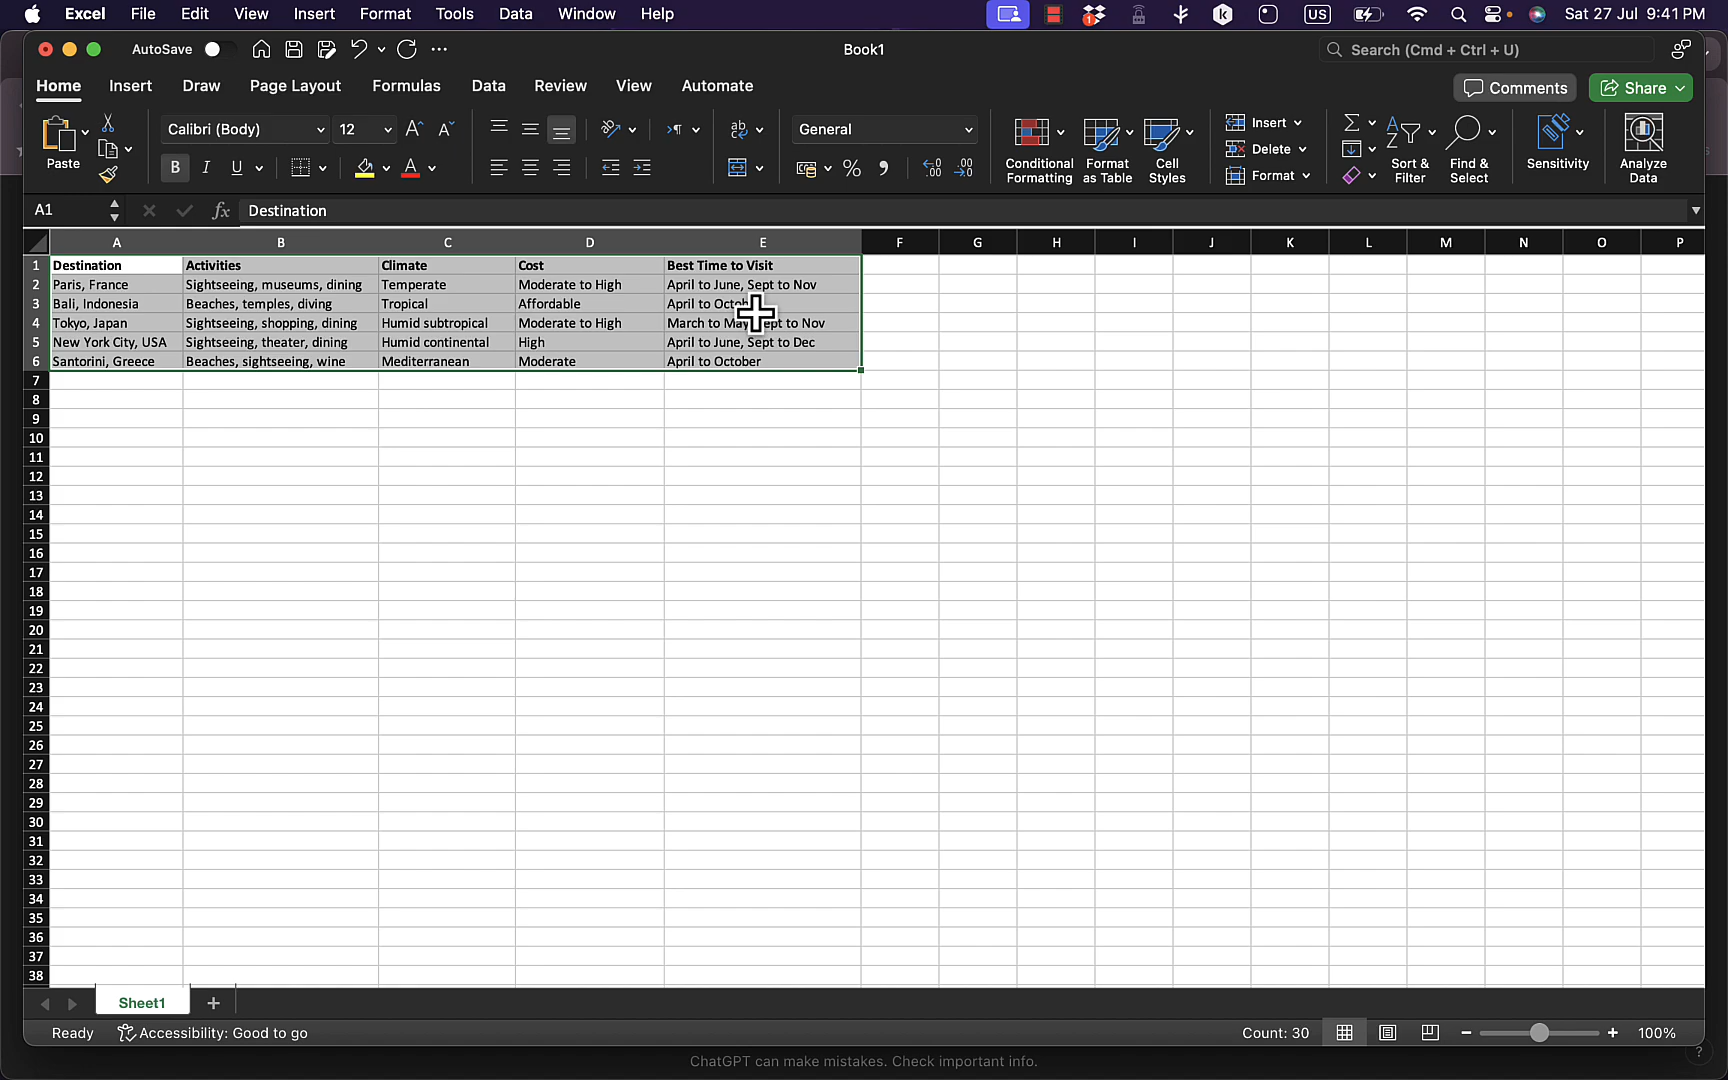 Excel File Edit View Insert Format Tools Data Window Help 1 US Sat 27 Jul 9:41 PM
AutoSave Book1 Search (Cmd + Ctrl + U)
Home Insert Draw Page Layout Formulas Data Review View Automate Comments Share
Paste Calibri (Body) 12 General
B I U A
Conditional Formatting Format as Table Cell Styles
Insert
Delete
Format
Sort & Filter Find & Select Sensitivity Analyze Data
A1 fx Destination
A B C D E F G H I J K L M N O P
1 Destination Activities Climate Cost Best Time to Visit
2 Paris, France Sightseeing, museums, dining Temperate Moderate to High April to June, Sept to Nov
3 Bali, Indonesia Beaches, temples, diving Tropical Affordable April to
4 Tokyo, Japan Sightseeing, shopping, dining Humid subtropical Moderate to High March to May, Sept to Nov
5 New York City, USA Sightseeing, theater, dining Humid continental High April to June, Sept to Dec
6 Santorini, Greece Beaches, sightseeing, wine Mediterranean Moderate April to October
7
8
9
10
11
12
13
14
15
16
17
18
19
20
21
22
23
24
25
26
27
28
29
30
31
32
33
34
35
36
37
38
Sheet1
Ready Accessibility: Good to go Count: 30 100%
ChatGPT can make mistakes. Check important info.
?